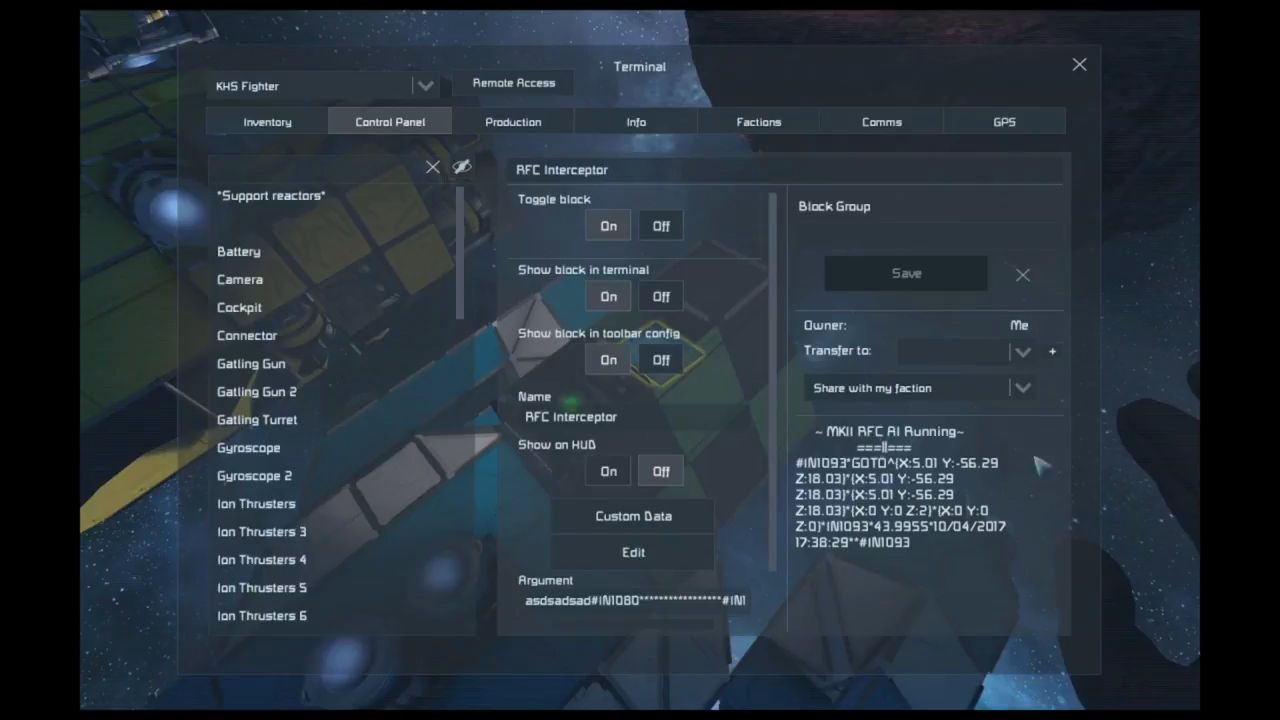 Terminal
KHS Fighter
Remote Access
Inventory
Control Panel
Production
Info
Factions
Comms
GPS
*Support reactors*
Battery
Camera
Cockpit
Connector
Gatling Gun
Gatling Gun 2
Gatling Turret
Gyroscope
Gyroscope 2
Ion Thrusters
Ion Thrusters 3
Ion Thrusters 4
Ion Thrusters 5
Ion Thrusters 6
RFC Interceptor
Toggle block
On Off
Show block in terminal
On Off
Show block in toolbar config
On Off
Name
RFC Interceptor
Show on HUD
On Off
Custom Data
Edit
Argument
asdsadsad#IN1080*****************#IN1
Block Group
Save
Owner: Me
Transfer to:
+
Share with my faction
~ MKII RFC AI Running~
===||===
#IN1093*GOTO^{X:5.01 Y:-56.29
Z:18.03}*{X:5.01 Y:-56.29
Z:18.03}*{X:5.01 Y:-56.29
Z:18.03}*{X:0 Y:0 Z:2}*{X:0 Y:0
Z:0}*IN1093*43.9955*10/04/2017
17:38:29**#IN1093